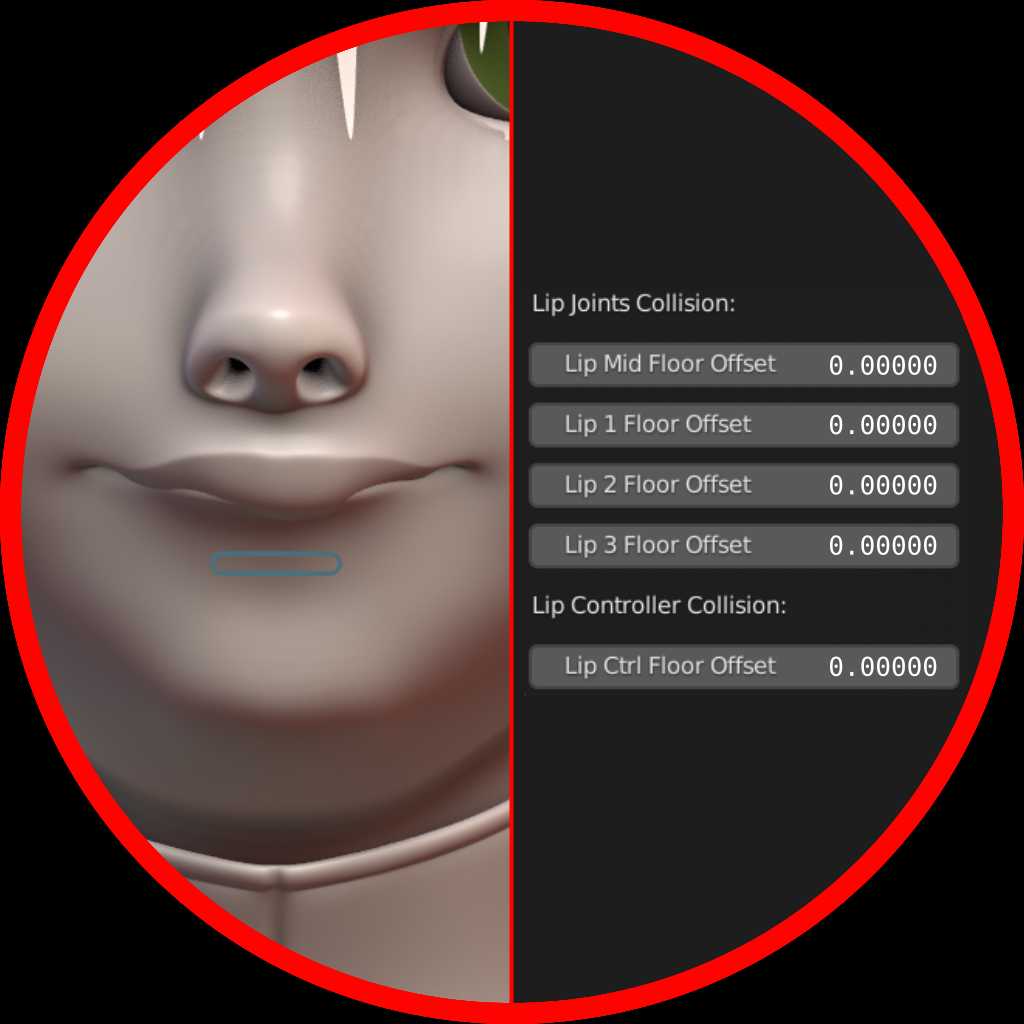 Lip Joints Collision:
Lip Mid Floor Offset 0.00000
Lip 1 Floor Offset 0.00000
Lip 2 Floor Offset 0.00000
Lip 3 Floor Offset 0.00000
Lip Controller Collision:
Lip Ctrl Floor Offset 0.00000